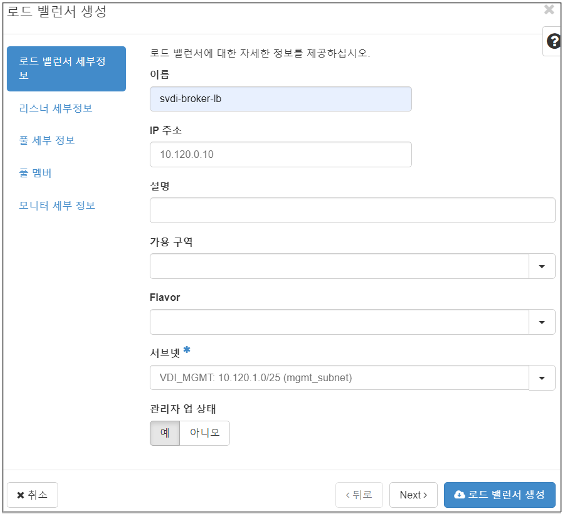 로드 밸런서 생성
로드 밸런서 세부정보
리스너 세부정보
풀 세부 정보
풀 멤버
모니터 세부 정보
로드 밸런서에 대한 자세한 정보를 제공하십시오.
이름
svdi-broker-lb
IP 주소
10.120.0.10
설명
가용 구역
Flavor
서브넷 *
VDI_MGMT: 10.120.1.0/25 (mgmt_subnet)
관리자 업 상태
예 아니오
× 취소
< 뒤로 Next > 로드 밸런서 생성